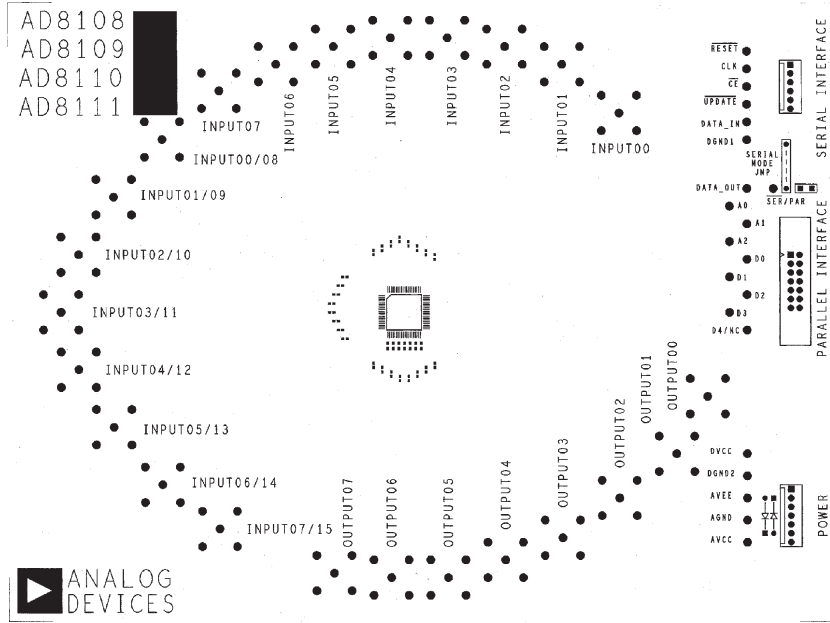 AD8108
AD8109
AD8110
AD8111
INPUT07
INPUT06
INPUT05
INPUT04
INPUT03
INPUT02
INPUT01
INPUT00
INPUT00/08
INPUT01/09
INPUT02/10
INPUT03/11
INPUT04/12
INPUT05/13
INPUT06/14
INPUT07/15
OUTPUT07
OUTPUT06
OUTPUT05
OUTPUT04
OUTPUT03
OUTPUT02
OUTPUT01
OUTPUT00
RESET
CLK
CE
UPDATE
DATA_IN
DGND1
SERIAL
MODE
JMP
DATA_OUT
SER/PAR
A0
A1
A2
D0
D1
D2
D3
D4/NC
SERIAL INTERFACE
PARALLEL INTERFACE
DVCC
DGND2
AVEE
AGND
AVCC
POWER
ANALOG
DEVICES